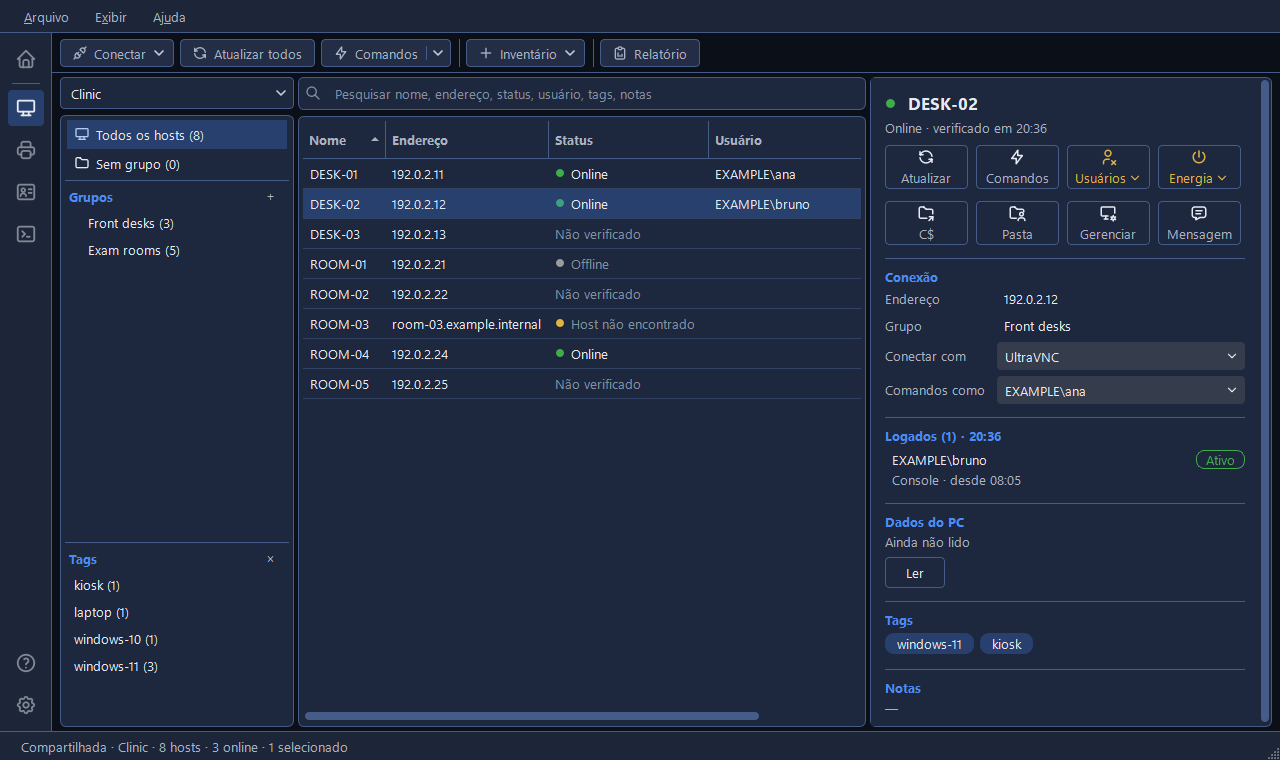 Arquivo Exibir Ajuda
Conectar Atualizar todos Comandos Inventário Relatório
Clinic
Pesquisar nome, endereço, status, usuário, tags, notas
Todos os hosts (8)
Sem grupo (0)
Grupos +
Front desks (3)
Exam rooms (5)
Tags ×
kiosk (1)
laptop (1)
windows-10 (1)
windows-11 (3)
Nome Endereço Status Usuário
DESK-01 192.0.2.11 Online EXAMPLE\ana
DESK-02 192.0.2.12 Online EXAMPLE\bruno
DESK-03 192.0.2.13 Não verificado
ROOM-01 192.0.2.21 Offline
ROOM-02 192.0.2.22 Não verificado
ROOM-03 room-03.example.internal Host não encontrado
ROOM-04 192.0.2.24 Online
ROOM-05 192.0.2.25 Não verificado
DESK-02
Online · verificado em 20:36
Atualizar Comandos Usuários Energia
C$ Pasta Gerenciar Mensagem
Conexão
Endereço 192.0.2.12
Grupo Front desks
Conectar com UltraVNC
Comandos como EXAMPLE\ana
Logados (1) · 20:36
EXAMPLE\bruno Ativo
Console · desde 08:05
Dados do PC
Ainda não lido
Ler
Tags
windows-11 kiosk
Notas
—
Compartilhada · Clinic · 8 hosts · 3 online · 1 selecionado